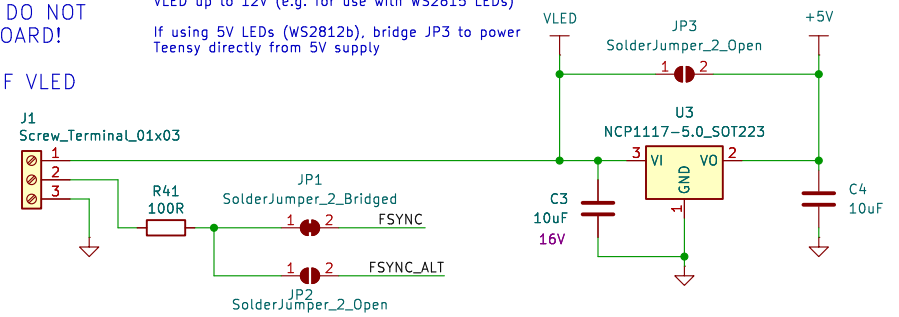 VLED up to 12V (e.g. for use with WS2815 LEDs)
DO NOT
OARD!
If using 5V LEDs (WS2812b), bridge JP3 to power
Teensy directly from 5V supply
F VLED
VLED
+5V
JP3
SolderJumper_2_Open
1 2
J1
Screw_Terminal_01x03
1
2
3
U3
NCP1117-5.0_SOT223
3 VI VO 2
GND
1
R41
100R
JP1
SolderJumper_2_Bridged
1 2 FSYNC
1 2 FSYNC_ALT
JP2
SolderJumper_2_Open
C3
10uF
16V
C4
10uF